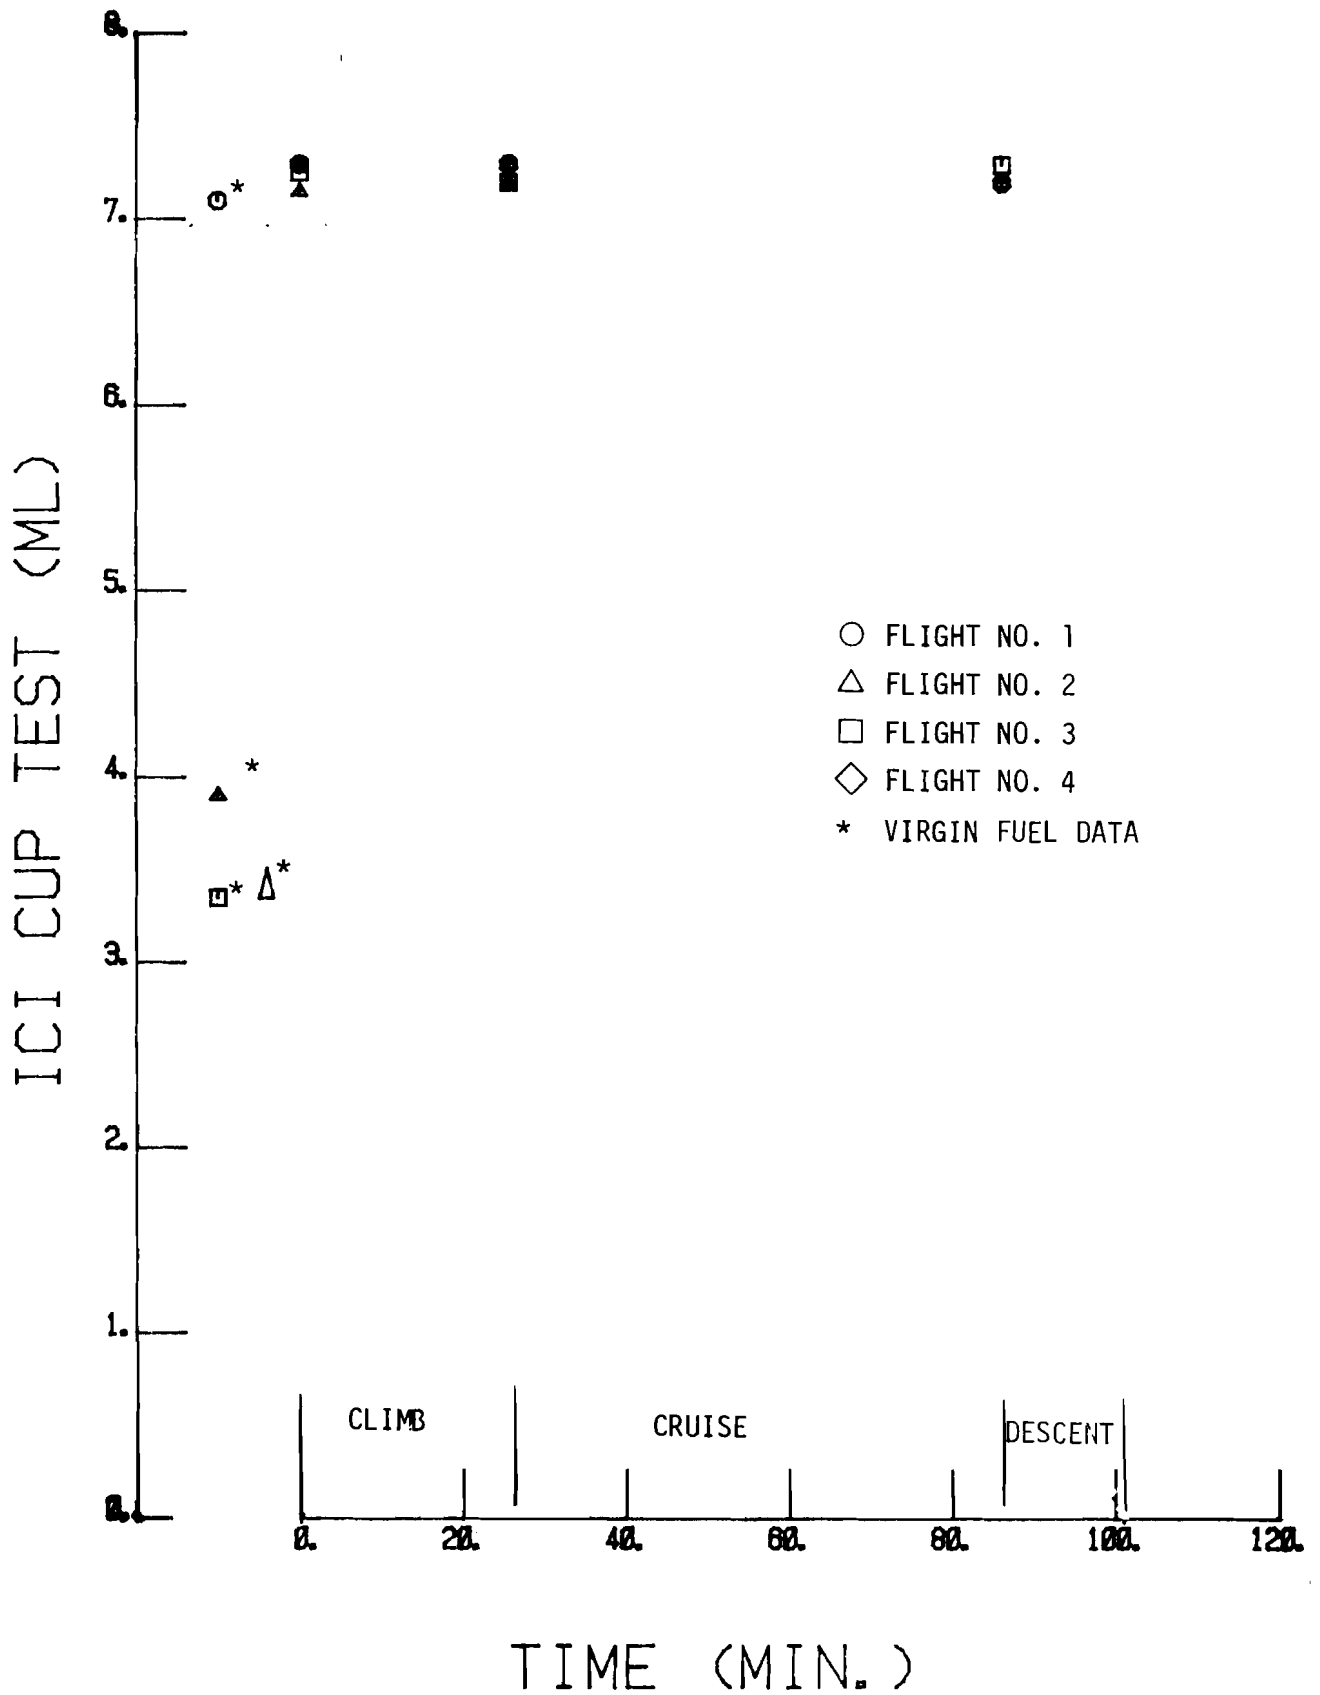 8.
7.
6.
5.
4.
3.
2.
1.
0.
ICI CUP TEST (ML)
*
*
*
*
FLIGHT NO. 1
FLIGHT NO. 2
FLIGHT NO. 3
FLIGHT NO. 4
* VIRGIN FUEL DATA
CLIMB CRUISE DESCENT
0. 20. 40. 60. 80. 100. 120.
TIME (MIN.)